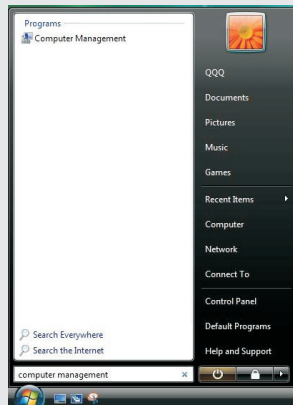 Programs
Computer Management
QQQ
Documents
Pictures
Music
Games
Recent Items
Computer
Network
Connect To
Control Panel
Default Programs
Help and Support
Search Everywhere
Search the Internet
computer management